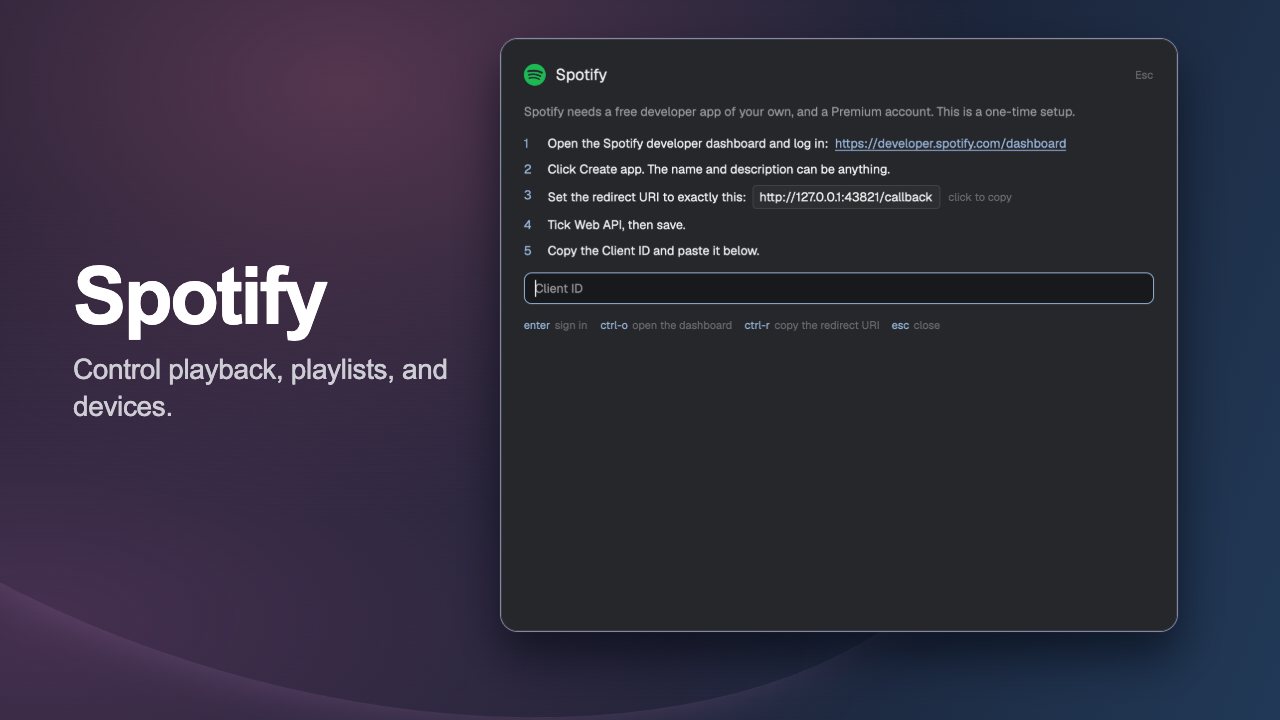 Spotify
Control playback, playlists, and
devices.
Spotify
Esc
Spotify needs a free developer app of your own, and a Premium account. This is a one-time setup.
1 Open the Spotify developer dashboard and log in: https://developer.spotify.com/dashboard
2 Click Create app. The name and description can be anything.
3 Set the redirect URI to exactly this: http://127.0.0.1:43821/callback click to copy
4 Tick Web API, then save.
5 Copy the Client ID and paste it below.
Client ID
enter sign in ctrl-o open the dashboard ctrl-r copy the redirect URI esc close